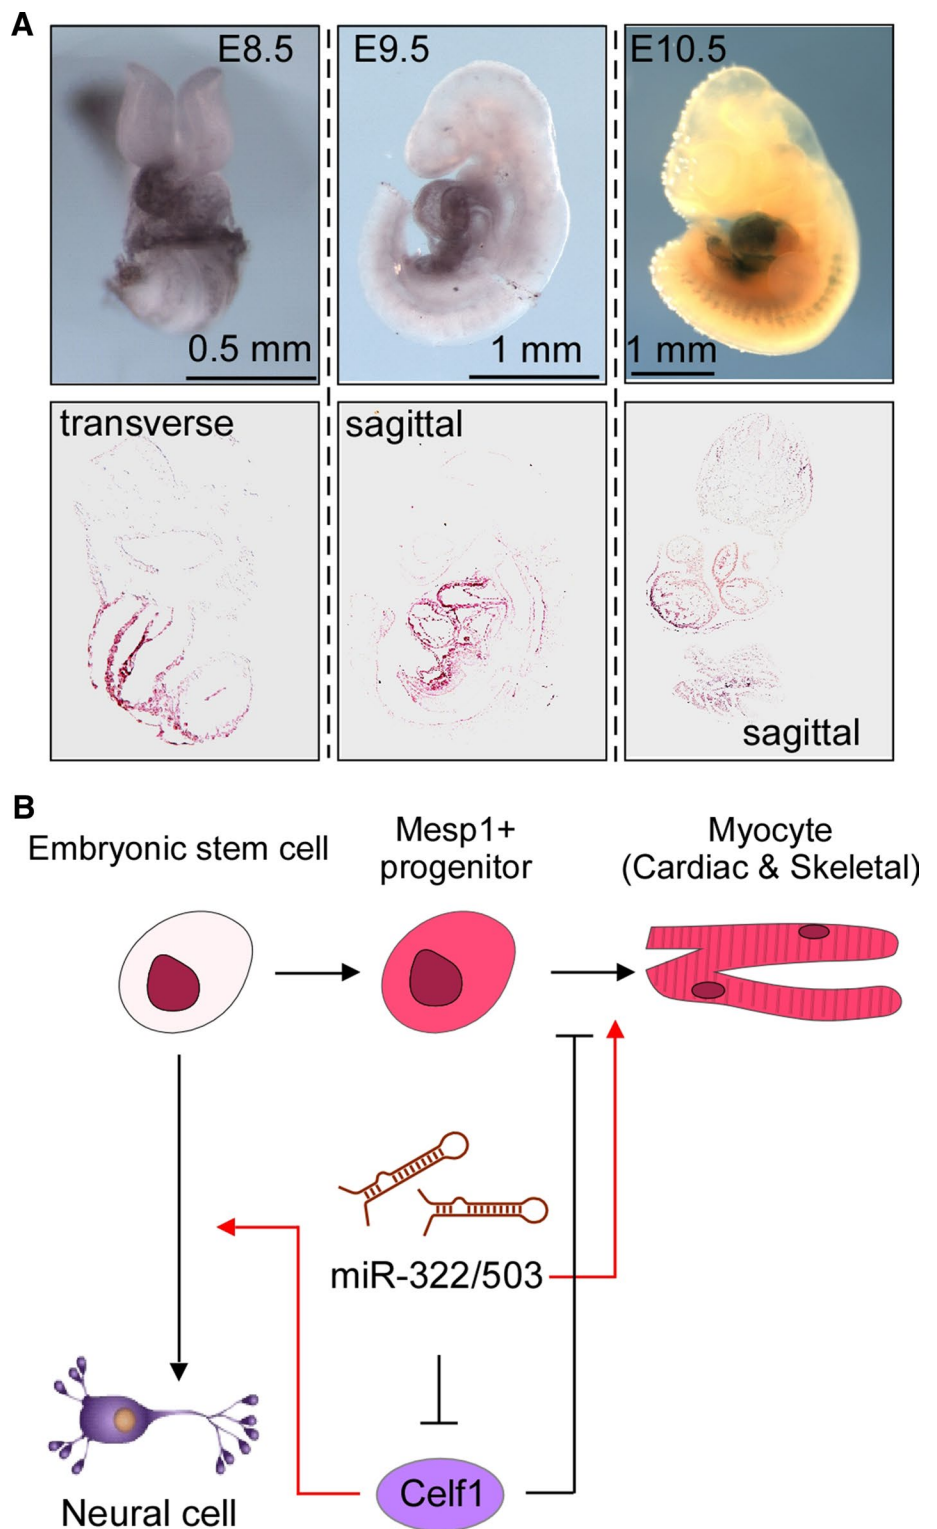 A
E8.5
E9.5
E10.5
0.5 mm
1 mm
1 mm
transverse
sagittal
sagittal
B
Embryonic stem cell
Mesp1+
progenitor
Myocyte
(Cardiac & Skeletal)
miR-322/503
Celf1
Neural cell